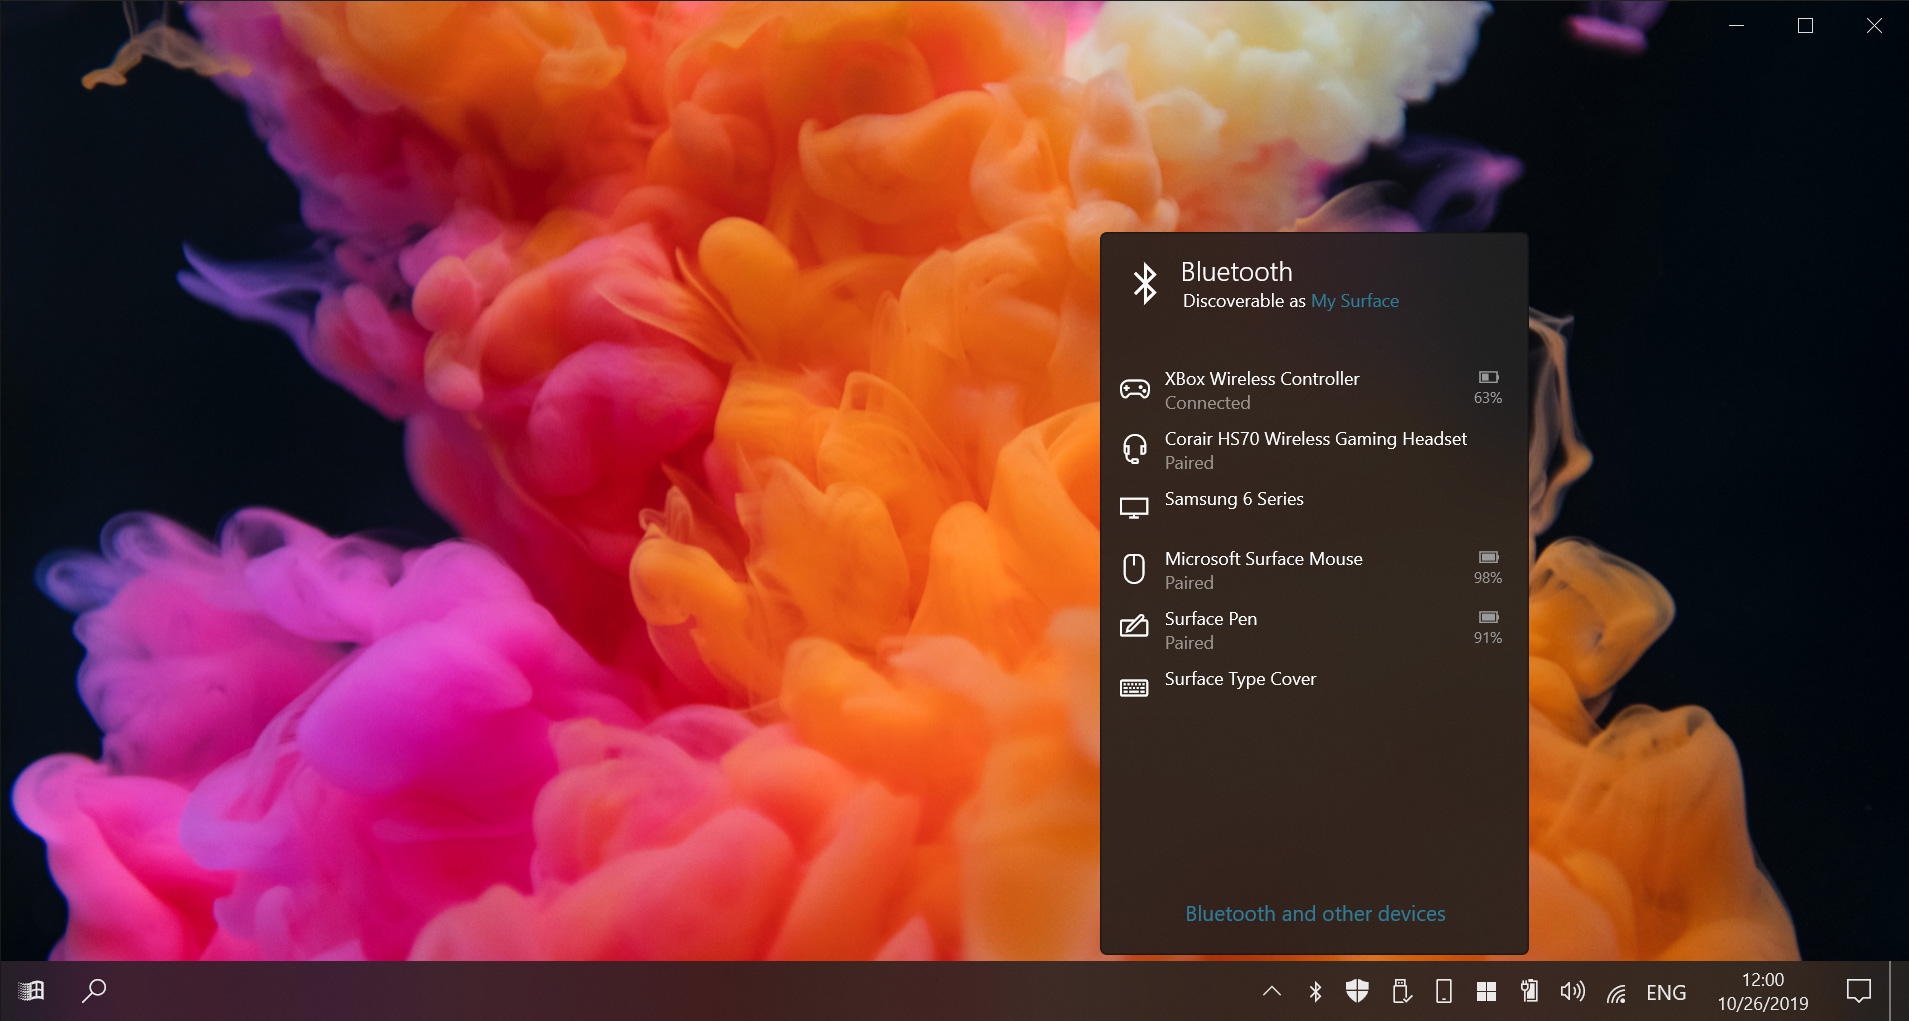 Bluetooth
Discoverable as My Surface
XBox Wireless Controller
Connected
63%
Corair HS70 Wireless Gaming Headset
Paired
Samsung 6 Series
Microsoft Surface Mouse
Paired
98%
Surface Pen
Paired
91%
Surface Type Cover
Bluetooth and other devices
ENG
12:00
10/26/2019